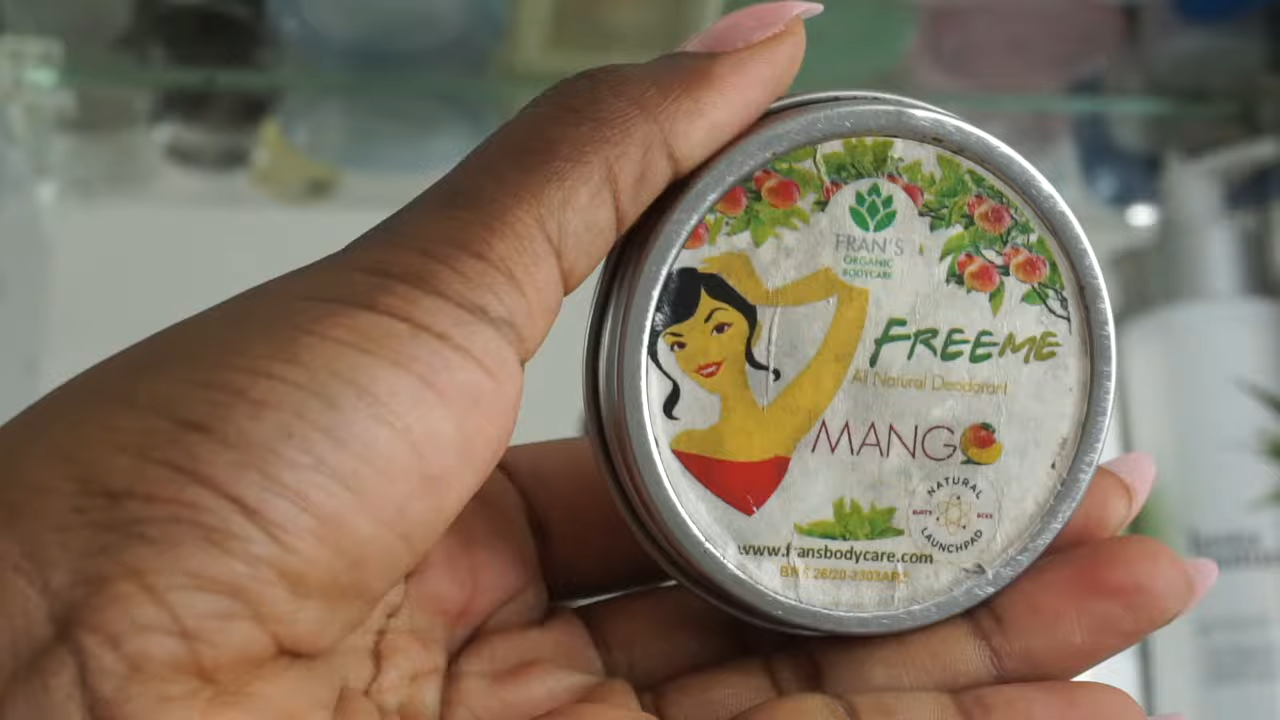 FRAN'S
ORGANIC
BODYCARE
FREEME
All Natural Deodorant
MANGO
NATURAL
LAUNCHPAD
www.fransbodycare.com